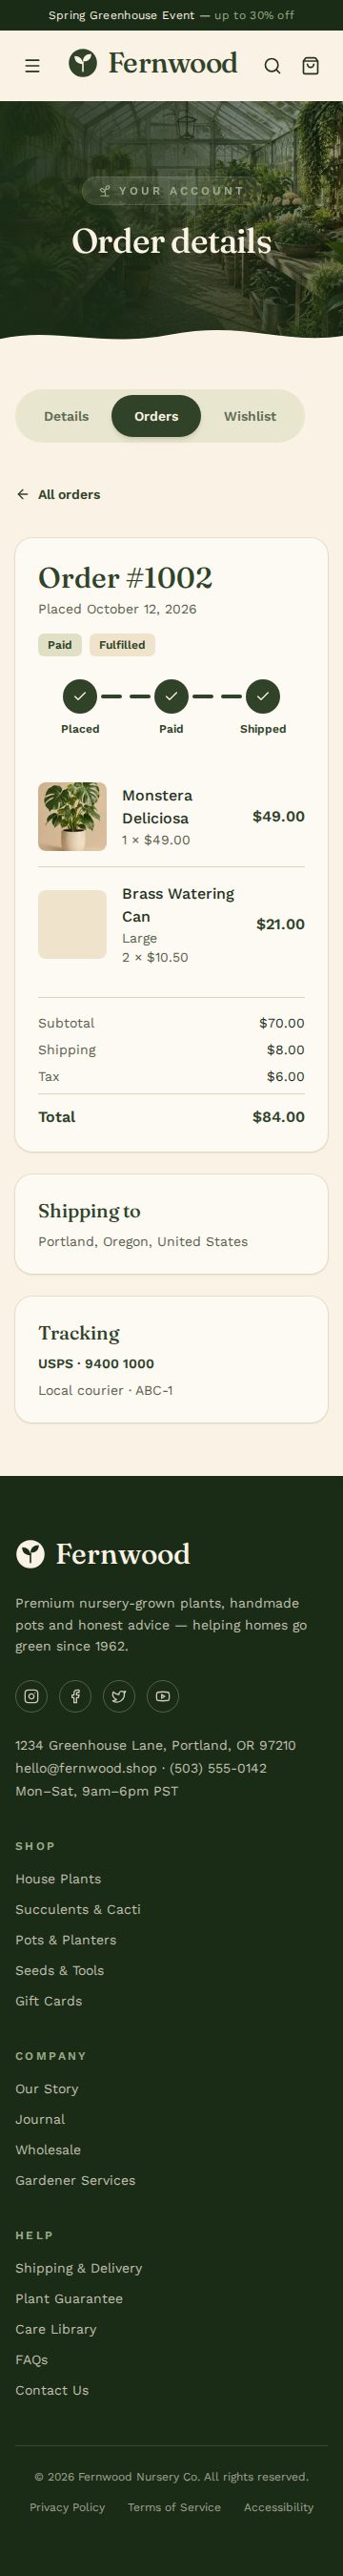 Spring Greenhouse Event — up to 30% off
Fernwood
YOUR ACCOUNT
Order details
Details Orders Wishlist
All orders
Order #1002
Placed October 12, 2026
Paid Fulfilled
Placed Paid Shipped
Monstera
Deliciosa
1 × $49.00
$49.00
Brass Watering
Can
Large
2 × $10.50
$21.00
Subtotal $70.00
Shipping $8.00
Tax $6.00
Total $84.00
Shipping to
Portland, Oregon, United States
Tracking
USPS · 9400 1000
Local courier · ABC-1
Fernwood
Premium nursery-grown plants, handmade
pots and honest advice — helping homes go
green since 1962.
1234 Greenhouse Lane, Portland, OR 97210
hello@fernwood.shop · (503) 555-0142
Mon–Sat, 9am–6pm PST
SHOP
House Plants
Succulents & Cacti
Pots & Planters
Seeds & Tools
Gift Cards
COMPANY
Our Story
Journal
Wholesale
Gardener Services
HELP
Shipping & Delivery
Plant Guarantee
Care Library
FAQs
Contact Us
© 2026 Fernwood Nursery Co. All rights reserved.
Privacy Policy Terms of Service Accessibility